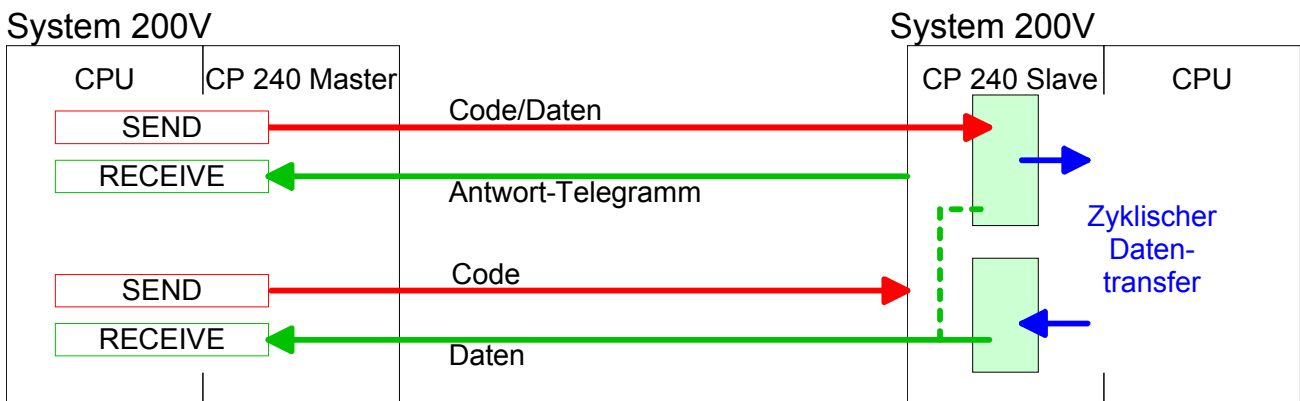 System 200V
System 200V
CPU
CP 240 Master
CP 240 Slave
CPU
SEND
Code/Daten
RECEIVE
Antwort-Telegramm
Zyklischer
Daten-
transfer
SEND
Code
RECEIVE
Daten